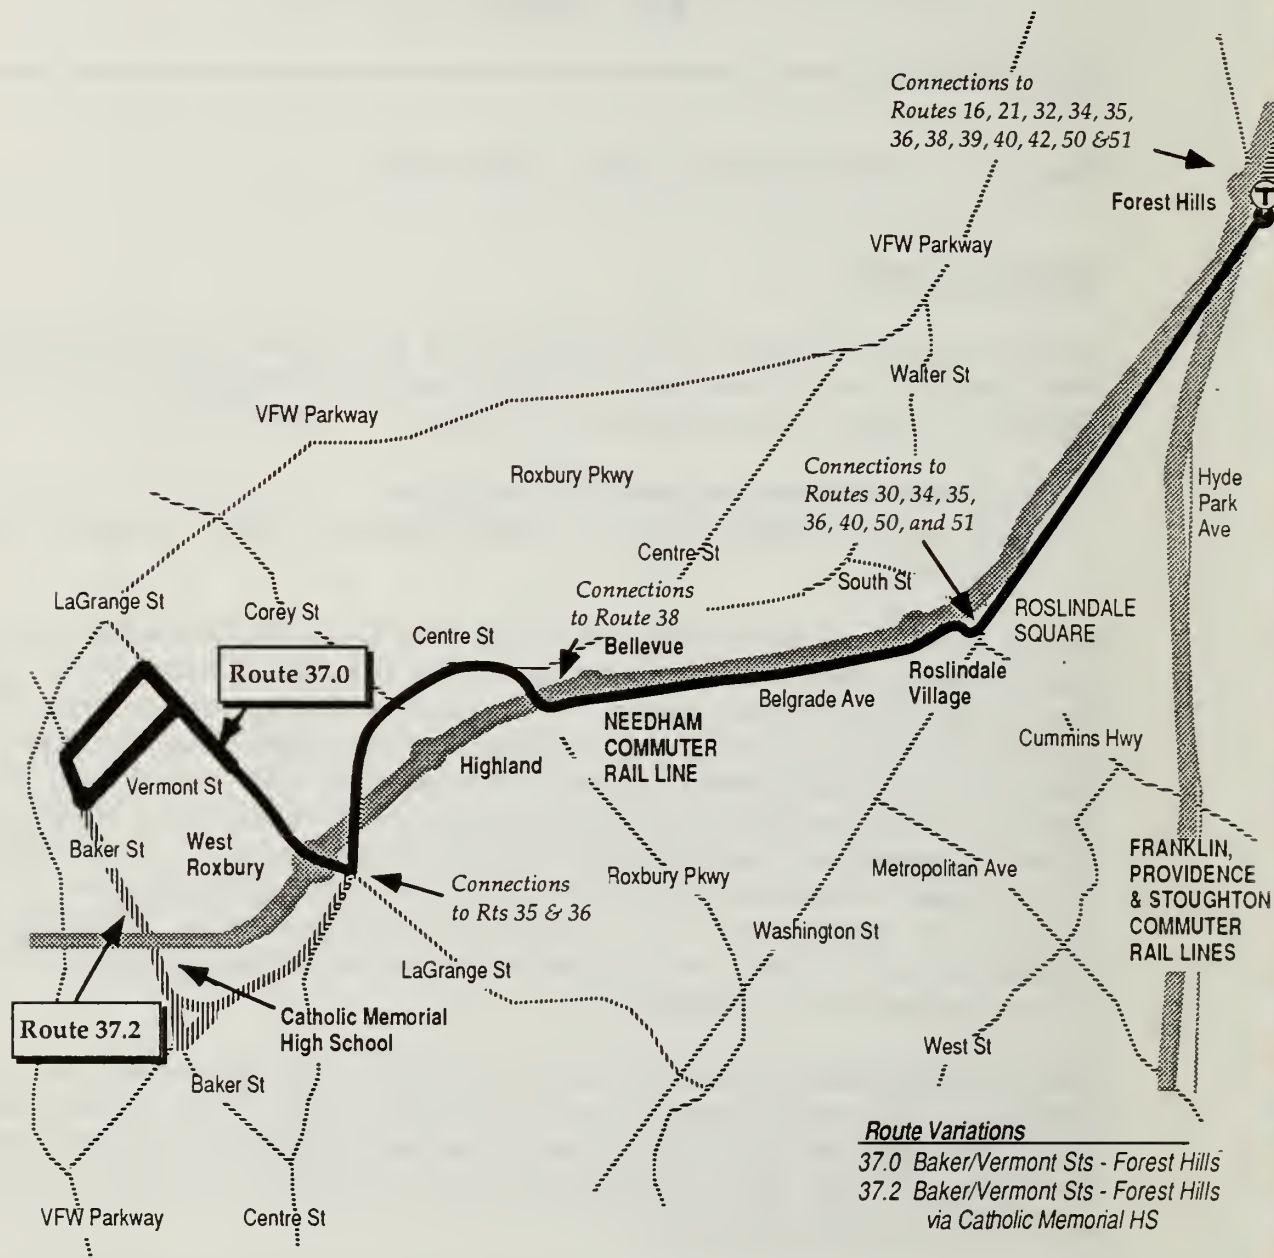 Connections to
Routes 16, 21, 32, 34, 35,
36, 38, 39, 40, 42, 50 &51
Forest Hills
T
VFW Parkway
Walter St
VFW Parkway
Roxbury Pkwy
Connections to
Routes 30, 34, 35,
36, 40, 50, and 51
Hyde
Park
Ave
Centre St
South St
Connections
to Route 38
LaGrange St
Corey St
Centre St
Bellevue
ROSLINDALE
SQUARE
Route 37.0
Roslindale
Village
Belgrade Ave
NEEDHAM
COMMUTER
RAIL LINE
Cummins Hwy
Highland
Vermont St
Baker St
West
Roxbury
FRANKLIN,
PROVIDENCE
& STOUGHTON
COMMUTER
RAIL LINES
Metropolitan Ave
Roxbury Pkwy
Connections
to Rts 35 & 36
Washington St
LaGrange St
Route 37.2
Catholic Memorial
High School
West St
Baker St
Route Variations
37.0 Baker/Vermont Sts - Forest Hills
37.2 Baker/Vermont Sts - Forest Hills
via Catholic Memorial HS
VFW Parkway
Centre St